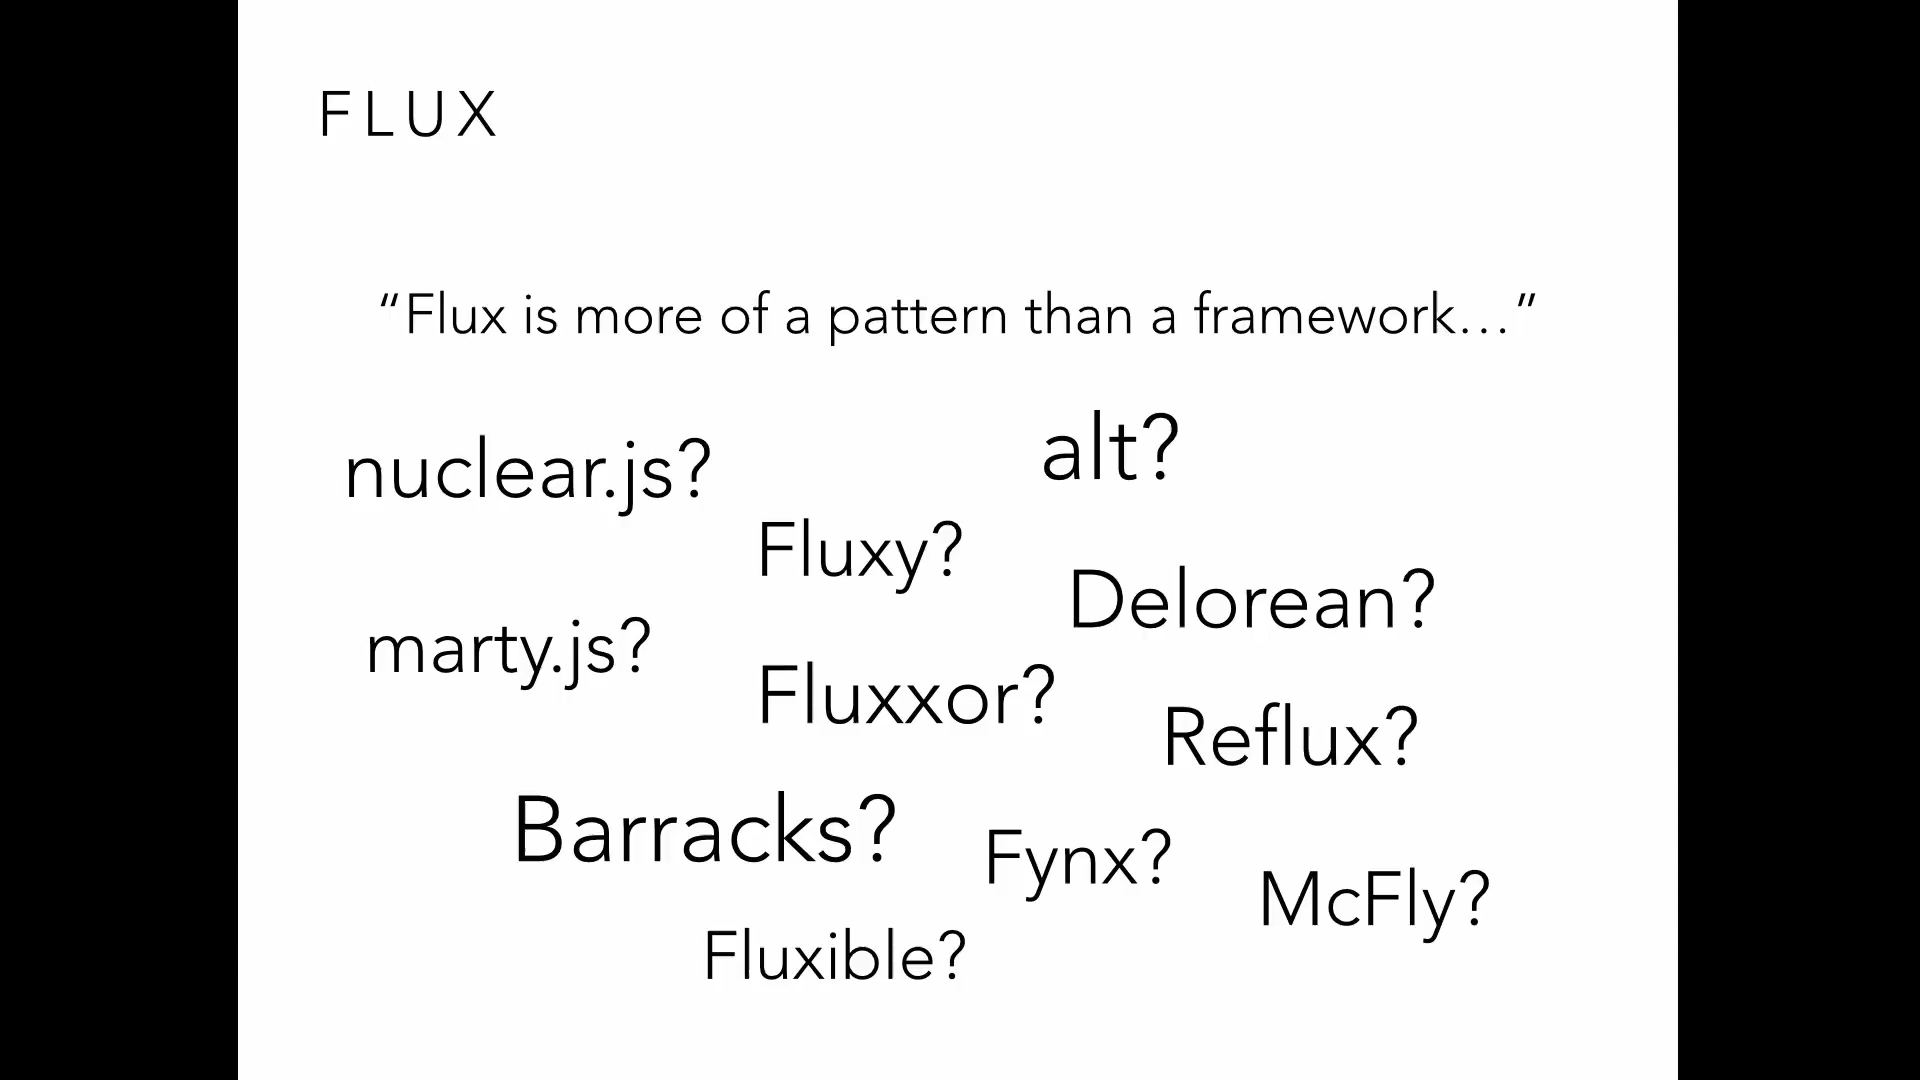 FLUX
“Flux is more of a pattern than a framework…”
nuclear.js?
alt?
Fluxy?
Delorean?
marty.js?
Fluxxor?
Reflux?
Barracks?
Fynx?
McFly?
Fluxible?